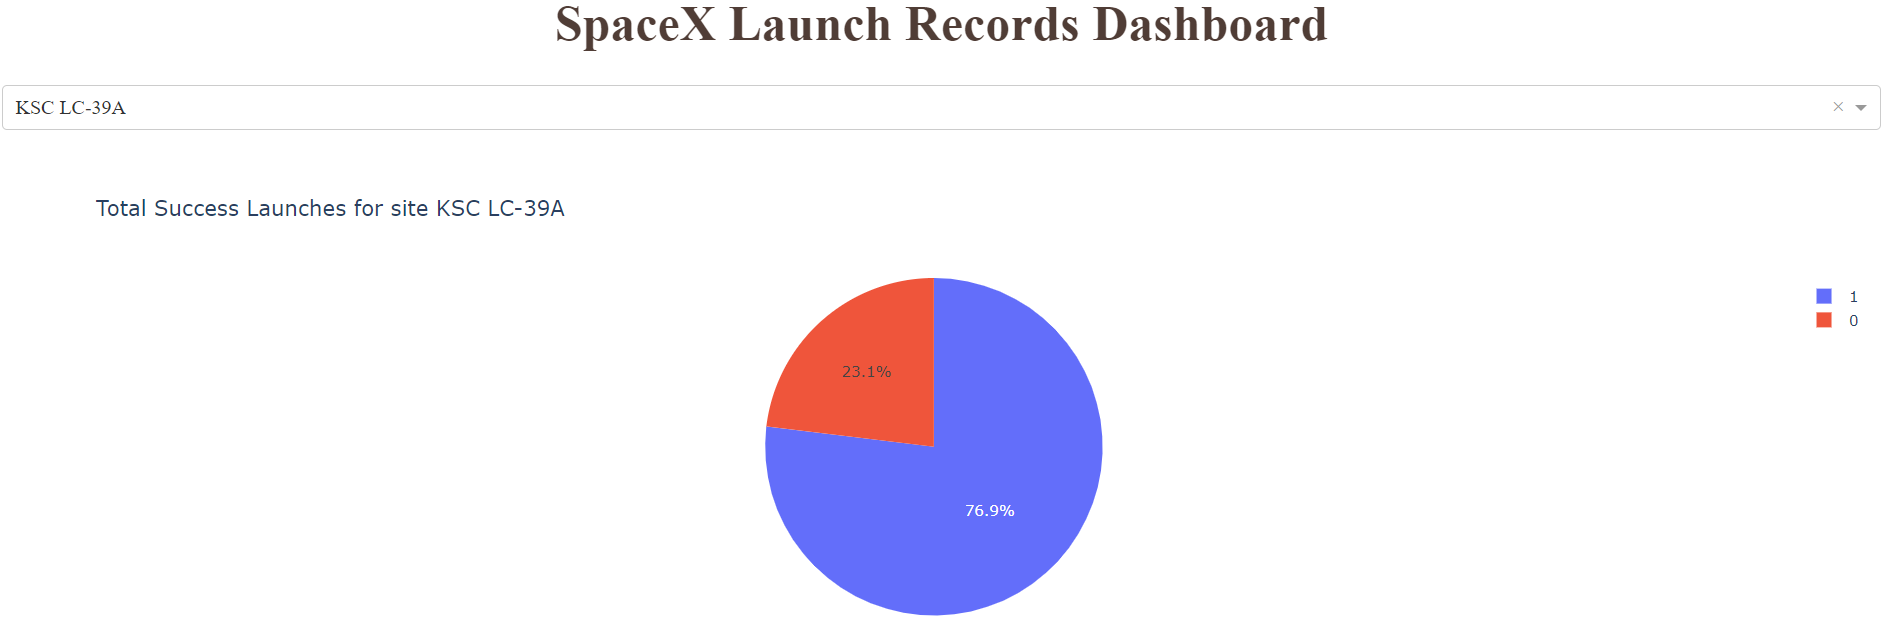 SpaceX Launch Records Dashboard
KSC LC-39A
×
Total Success Launches for site KSC LC-39A
1
0
23.1%
76.9%